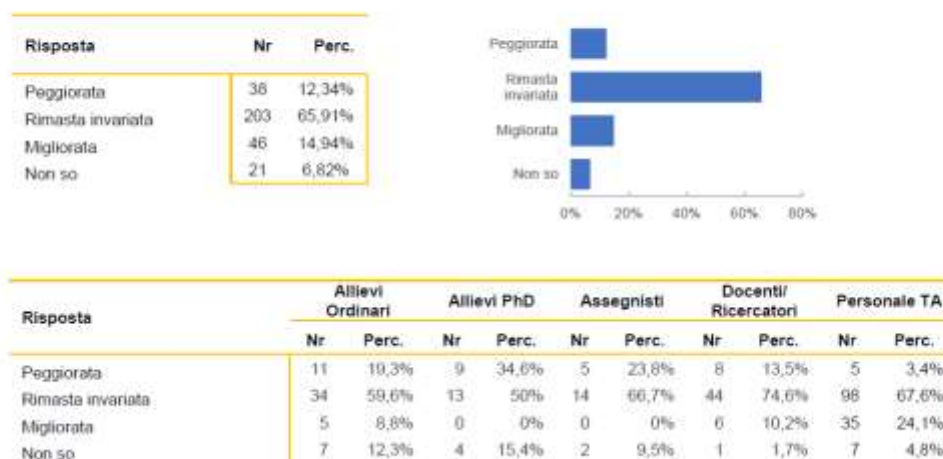 Risposta Nr Perc.
Peggiorata 38 12,34%
Rimasta invariata 203 65,91%
Migliorata 46 14,94%
Non so 21 6,82%
Peggiorata
Rimasta
invariata
Migliorata
Non so
0% 20% 40% 60% 80%
Risposta Allievi Ordinari Allievi PhD Assegnisti Docenti/ Ricercatori Personale TA
Nr Perc. Nr Perc. Nr Perc. Nr Perc. Nr Perc.
Peggiorata 11 19,3% 9 34,6% 5 23,8% 8 13,5% 5 3,4%
Rimasta invariata 34 59,6% 13 50% 14 66,7% 44 74,6% 98 67,6%
Migliorata 5 8,8% 0 0% 0 0% 6 10,2% 35 24,1%
Non so 7 12,3% 4 15,4% 2 9,5% 1 1,7% 7 4,8%